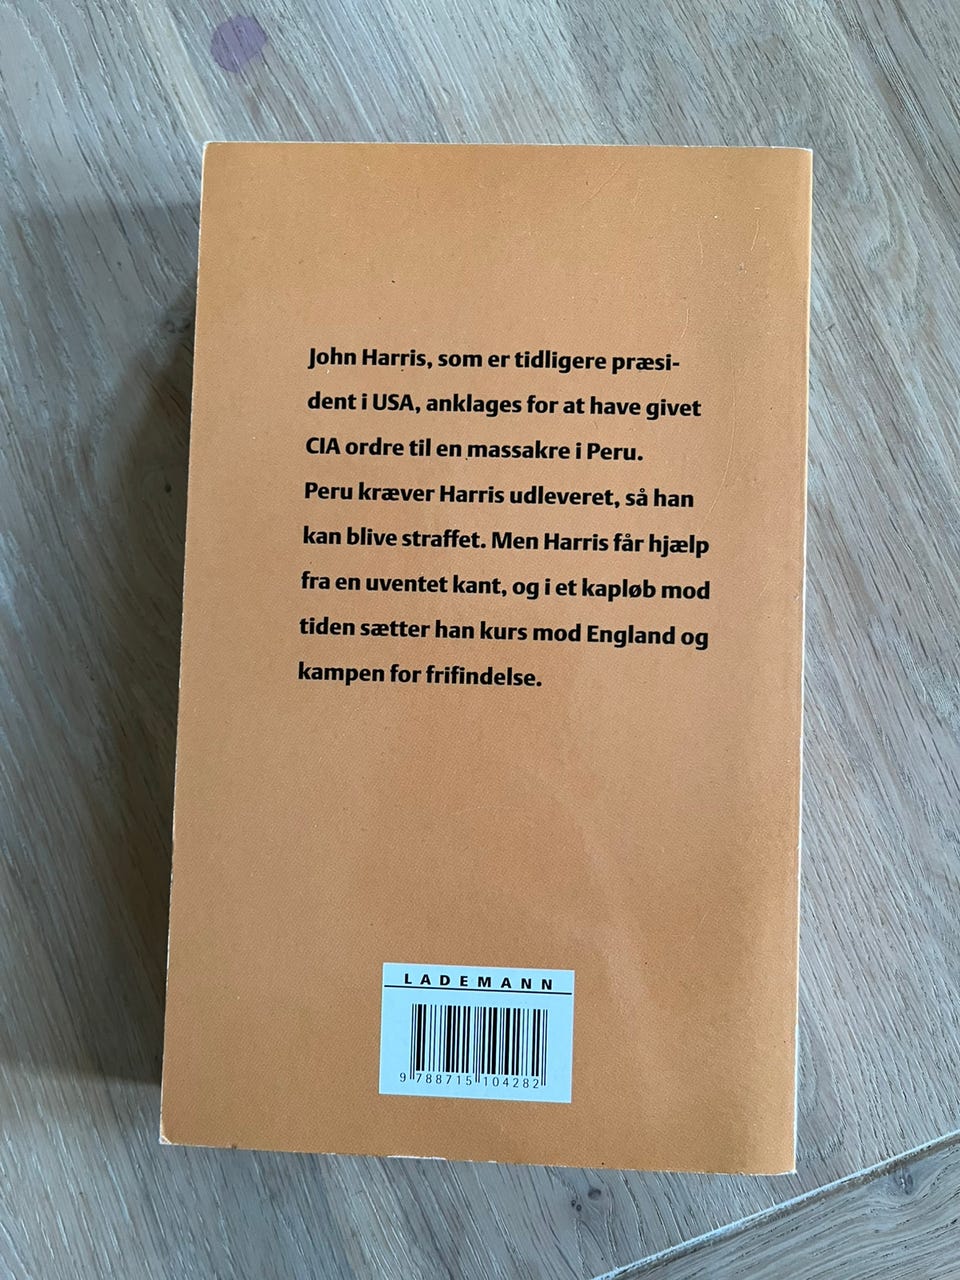 John Harris, som er tidligere præsi-
dent i USA, anklages for at have givet
CIA ordre til en massakre i Peru.
Peru kræver Harris udleveret, så han
kan blive straffet. Men Harris får hjælp
fra en uventet kant, og i et kapløb mod
tiden sætter han kurs mod England og
kampen for frifindelse.
LADEMANN
9 788715 104282